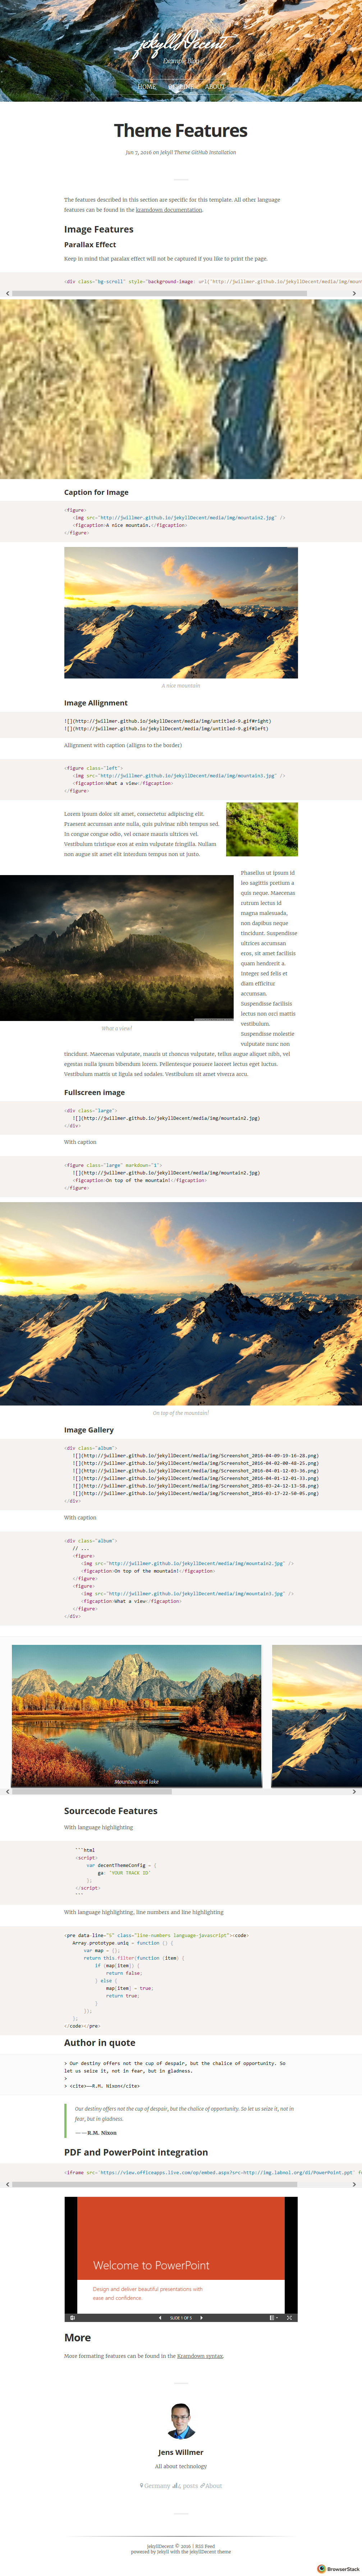 jekyllDecent
Example Blog
HOME
ABOUT
Theme Features
Jun 7, 2016 on Jekyll Theme GitHub Installation
The features described in this section are specific for this template. All other language
features can be found in the kramdown documentation.
Image Features
Parallax Effect
Keep in mind that paralax effect will not be captured if you like to print the page.
<div class="bg-scroll" style="background-image: url('http://jwillmer.github.io/jekyllDecent/media/img/moun
Caption for Image
<figure>
<img src="http://jwillmer.github.io/jekyllDecent/media/img/mountain2.jpg" />
<figcaption>A nice mountain.</figcaption>
</figure>
A nice mountain
Image Allignment
![](http://jwillmer.github.io/jekyllDecent/media/img/untitled-9.gif#right)
![](http://jwillmer.github.io/jekyllDecent/media/img/untitled-9.gif#left)
Allignment with caption (alligns to the border)
<figure class="left">
<img src="http://jwillmer.github.io/jekyllDecent/media/img/mountain3.jpg" />
<figcaption>What a view</figcaption>
</figure>
Lorem ipsum dolor sit amet, consectetur adipiscing elit.
Praesent accumsan ante nulla, quis pulvinar nibh tempus sed.
In congue congue odio, vel ornare mauris ultrices vel.
Vestibulum tristique eros at enim vulputate fringilla. Nullam
non augue sit amet elit interdum tempus non ut justo.
Phasellus ut ipsum id
leo sagittis pretium a
quis neque. Maecenas
rutrum lectus id
magna malesuada,
non dapibus neque
tincidunt. Suspendisse
ultrices accumsan
eros, sit amet facilisis
quam hendrerit a.
Integer sed felis et
diam efficitur
accumsan.
Suspendisse facilisis
lectus non orci mattis
vestibulum.
Suspendisse molestie
vulputate nunc non
What a view!
tincidunt. Maecenas vulputate, mauris ut rhoncus vulputate, tellus augue aliquet nibh, vel
egestas nulla ipsum bibendum lorem. Pellentesque posuere laoreet lectus eget luctus.
Vestibulum mattis ut ligula sed sodales. Vestibulum sit amet viverra arcu.
Fullscreen image
<div class="large">
![](http://jwillmer.github.io/jekyllDecent/media/img/mountain2.jpg)
</div>
With caption
<figure class="large" markdown="1">
![](http://jwillmer.github.io/jekyllDecent/media/img/mountain2.jpg)
<figcaption>On top of the mountain!</figcaption>
</figure>
On top of the mountain!
Image Gallery
<div class="album">
![](http://jwillmer.github.io/jekyllDecent/media/img/Screenshot_2016-04-09-19-16-28.png)
![](http://jwillmer.github.io/jekyllDecent/media/img/Screenshot_2016-04-02-00-48-25.png)
![](http://jwillmer.github.io/jekyllDecent/media/img/Screenshot_2016-04-01-12-03-36.png)
![](http://jwillmer.github.io/jekyllDecent/media/img/Screenshot_2016-04-01-12-01-33.png)
![](http://jwillmer.github.io/jekyllDecent/media/img/Screenshot_2016-03-24-12-13-58.png)
![](http://jwillmer.github.io/jekyllDecent/media/img/Screenshot_2016-03-17-22-50-05.png)
</div>
With caption
<div class="album">
// ...
<figure>
<img src="http://jwillmer.github.io/jekyllDecent/media/img/mountain2.jpg" />
<figcaption>On top of the mountain!</figcaption>
</figure>
<figure>
<img src="http://jwillmer.github.io/jekyllDecent/media/img/mountain3.jpg" />
<figcaption>What a view</figcaption>
</figure>
</div>
Mountain and lake
Sourcecode Features
With language highlighting
```html
<script>
var decentThemeConfig = {
ga: 'YOUR TRACK ID'
};
</script>
```
With language highlighting, line numbers and line highlighting
<pre data-line="5" class="line-numbers language-javascript"><code>
Array.prototype.uniq = function () {
var map = {};
return this.filter(function (item) {
if (map[item]) {
return false;
} else {
map[item] = true;
return true;
}
});
};
</code></pre>
Author in quote
> Our destiny offers not the cup of despair, but the chalice of opportunity. So
let us seize it, not in fear, but in gladness.
>
> <cite>――R.M. Nixon</cite>
Our destiny offers not the cup of despair, but the chalice of opportunity. So let us seize it, not in
fear, but in gladness.
――R.M. Nixon
PDF and PowerPoint integration
<iframe src='https://view.officeapps.live.com/op/embed.aspx?src=http://img.labnol.org/di/PowerPoint.ppt' f
Welcome to PowerPoint
Design and deliver beautiful presentations with
ease and confidence.
SLIDE 1 OF 5
More
More formating features can be found in the Kramdown syntax.
Jens Willmer
All about technology
Germany 4 posts About
jekyllDecent © 2016 | RSS Feed
powered by Jekyll with the jekyllDecent theme
BrowserStack